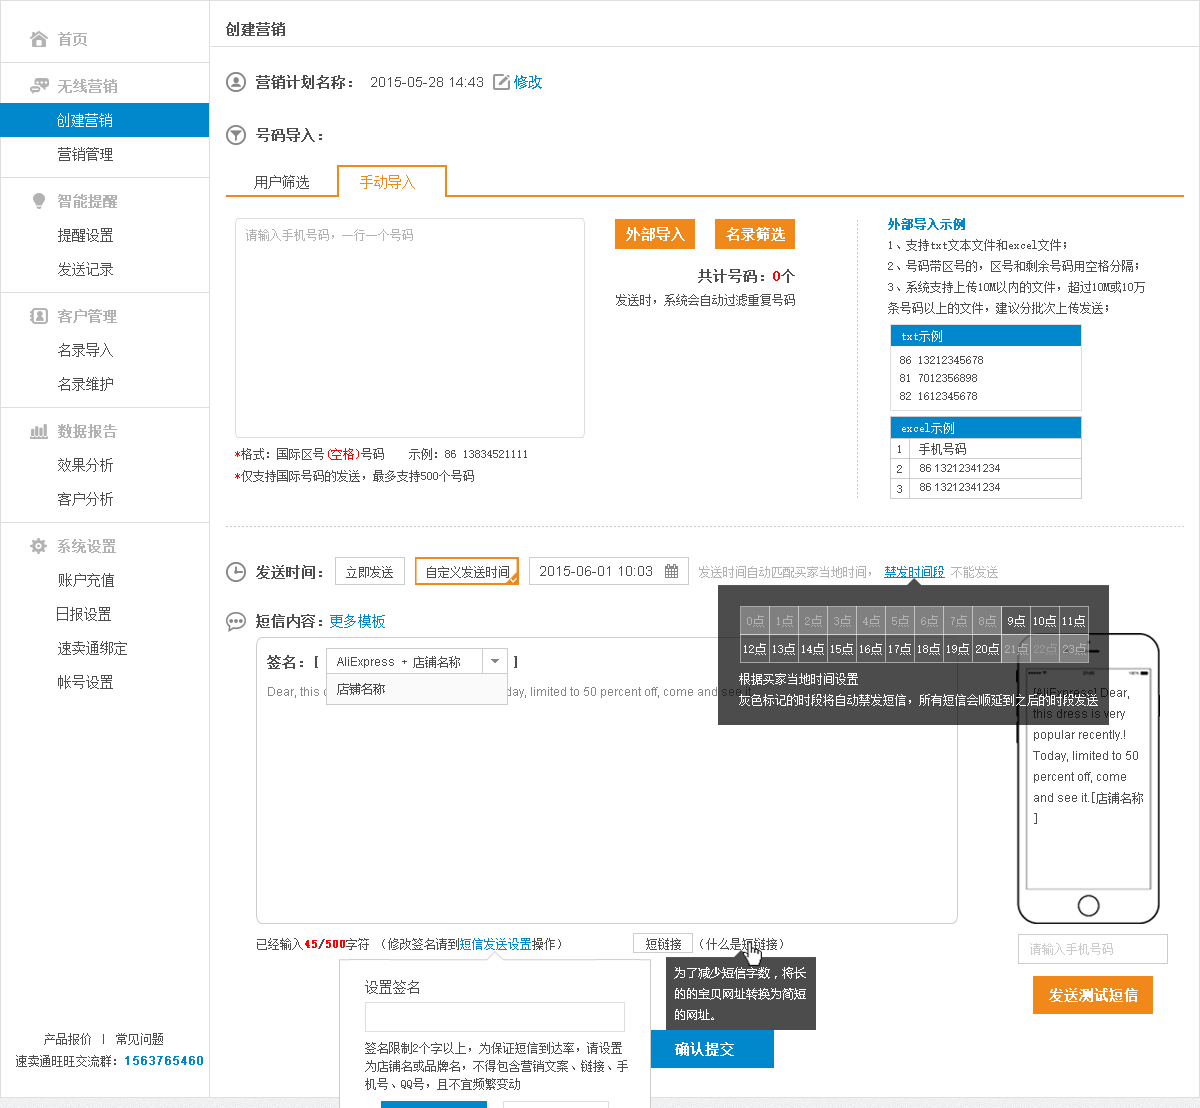 首页
无线营销
创建营销
营销管理
智能提醒
提醒设置
发送记录
客户管理
名录导入
名录维护
数据报告
效果分析
客户分析
系统设置
账户充值
日报设置
速卖通绑定
帐号设置
产品报价 | 常见问题
速卖通旺旺交流群：1563765460
创建营销
营销计划名称： 2015-05-28 14:43 修改
号码导入：
用户筛选 手动导入
请输入手机号码，一行一个号码
*格式：国际区号(空格)号码 示例：86 13834521111
*仅支持国际号码的发送，最多支持500个号码
外部导入 名录筛选
共计号码：0个
发送时，系统会自动过滤重复号码
外部导入示例
1、支持txt文本文件和excel文件；
2、号码带区号的，区号和剩余号码用空格分隔；
3、系统支持上传10M以内的文件，超过10M或10万
条号码以上的文件，建议分批次上传发送；
txt示例
86 13212345678
81 7012356898
82 1612345678
excel示例
1 手机号码
2 86 13212341234
3 86 13212341234
发送时间： 立即发送 自定义发送时间 2015-06-01 10:03 发送时间自动匹配买家当地时间， 禁发时间段 不能发送
0点 1点 2点 3点 4点 5点 6点 7点 8点 9点 10点 11点
12点 13点 14点 15点 16点 17点 18点 19点 20点 21点 22点 23点
根据买家当地时间设置
灰色标记的时段将自动禁发短信，所有短信会顺延到之后的时段发送
短信内容：更多模板
签名：[ AliExpress + 店铺名称 ]
店铺名称
Dear, this day, limited to 50 percent off, come and see it
已经输入45/500字符 （修改签名请到短信发送设置操作）
短链接 （什么是短链接）
为了减少短信字数，将长
的的宝贝网址转换为简短
的网址。
设置签名
签名限制2个字以上，为保证短信到达率，请设置
为店铺名或品牌名，不得包含营销文案、链接、手
机号、QQ号，且不宜频繁变动
确认提交
[AliExpress] Dear,
this dress is very
popular recently.!
Today, limited to 50
percent off, come
and see it.[店铺名称
]
请输入手机号码
发送测试短信